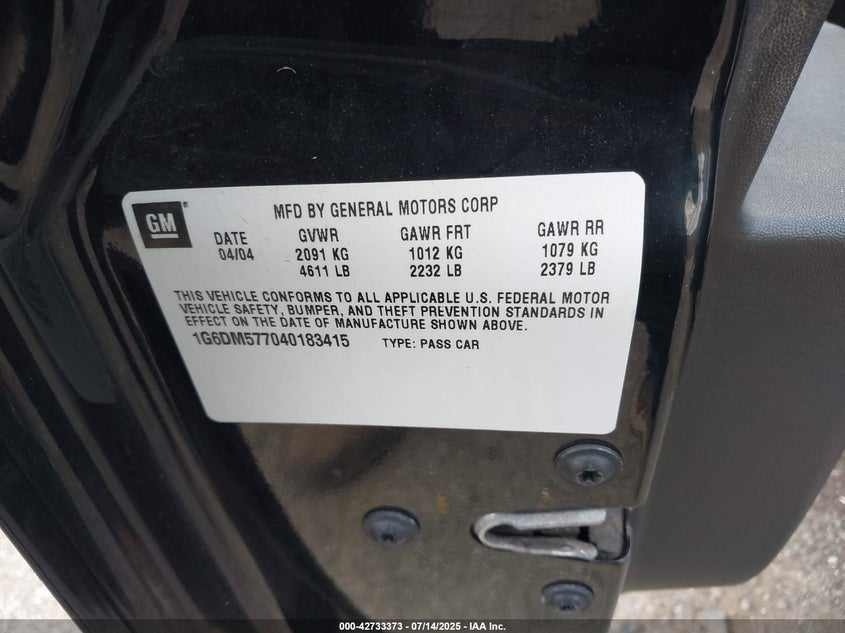 GM
MFD BY GENERAL MOTORS CORP
DATE GVWR GAWR FRT GAWR RR
04/04 2091 KG 1012 KG 1079 KG
4611 LB 2232 LB 2379 LB
THIS VEHICLE CONFORMS TO ALL APPLICABLE U.S. FEDERAL MOTOR
VEHICLE SAFETY, BUMPER, AND THEFT PREVENTION STANDARDS IN
EFFECT ON THE DATE OF MANUFACTURE SHOWN ABOVE.
1G6DM577040183415 TYPE: PASS CAR
000-42733373 - 07/14/2025 - IAA Inc.